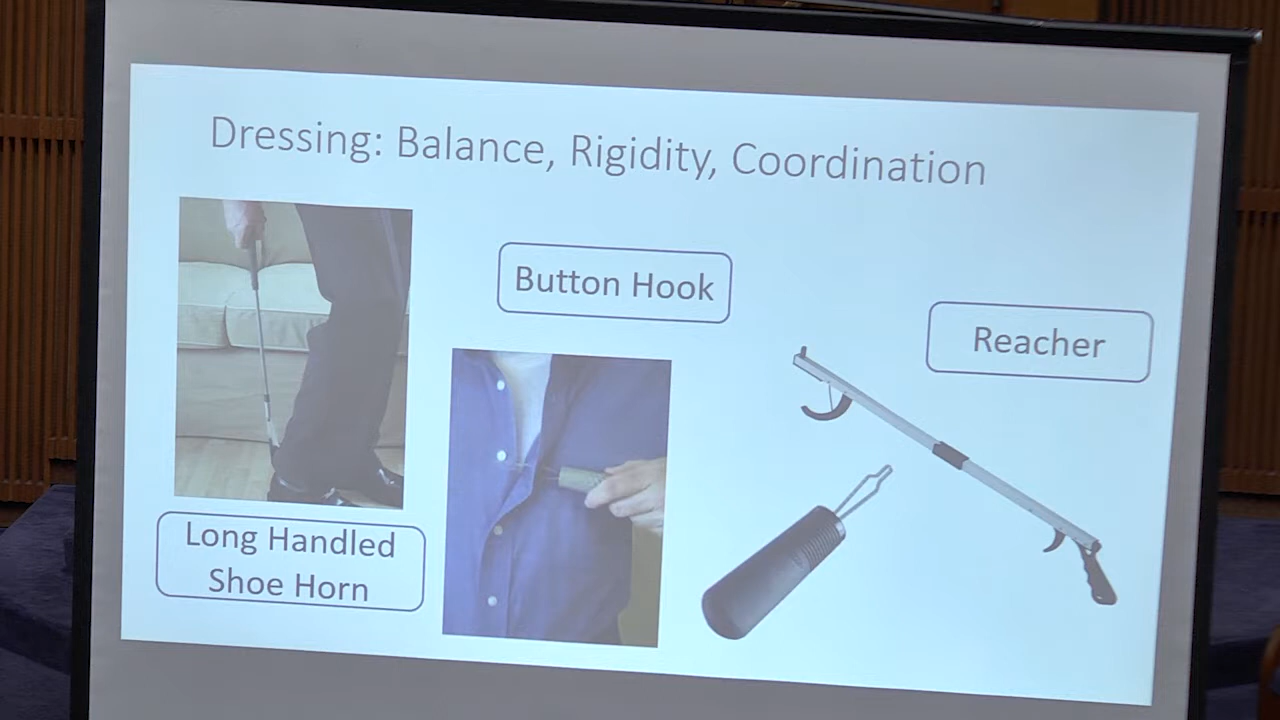 Dressing: Balance, Rigidity, Coordination
Button Hook
Reacher
Long Handled
Shoe Horn